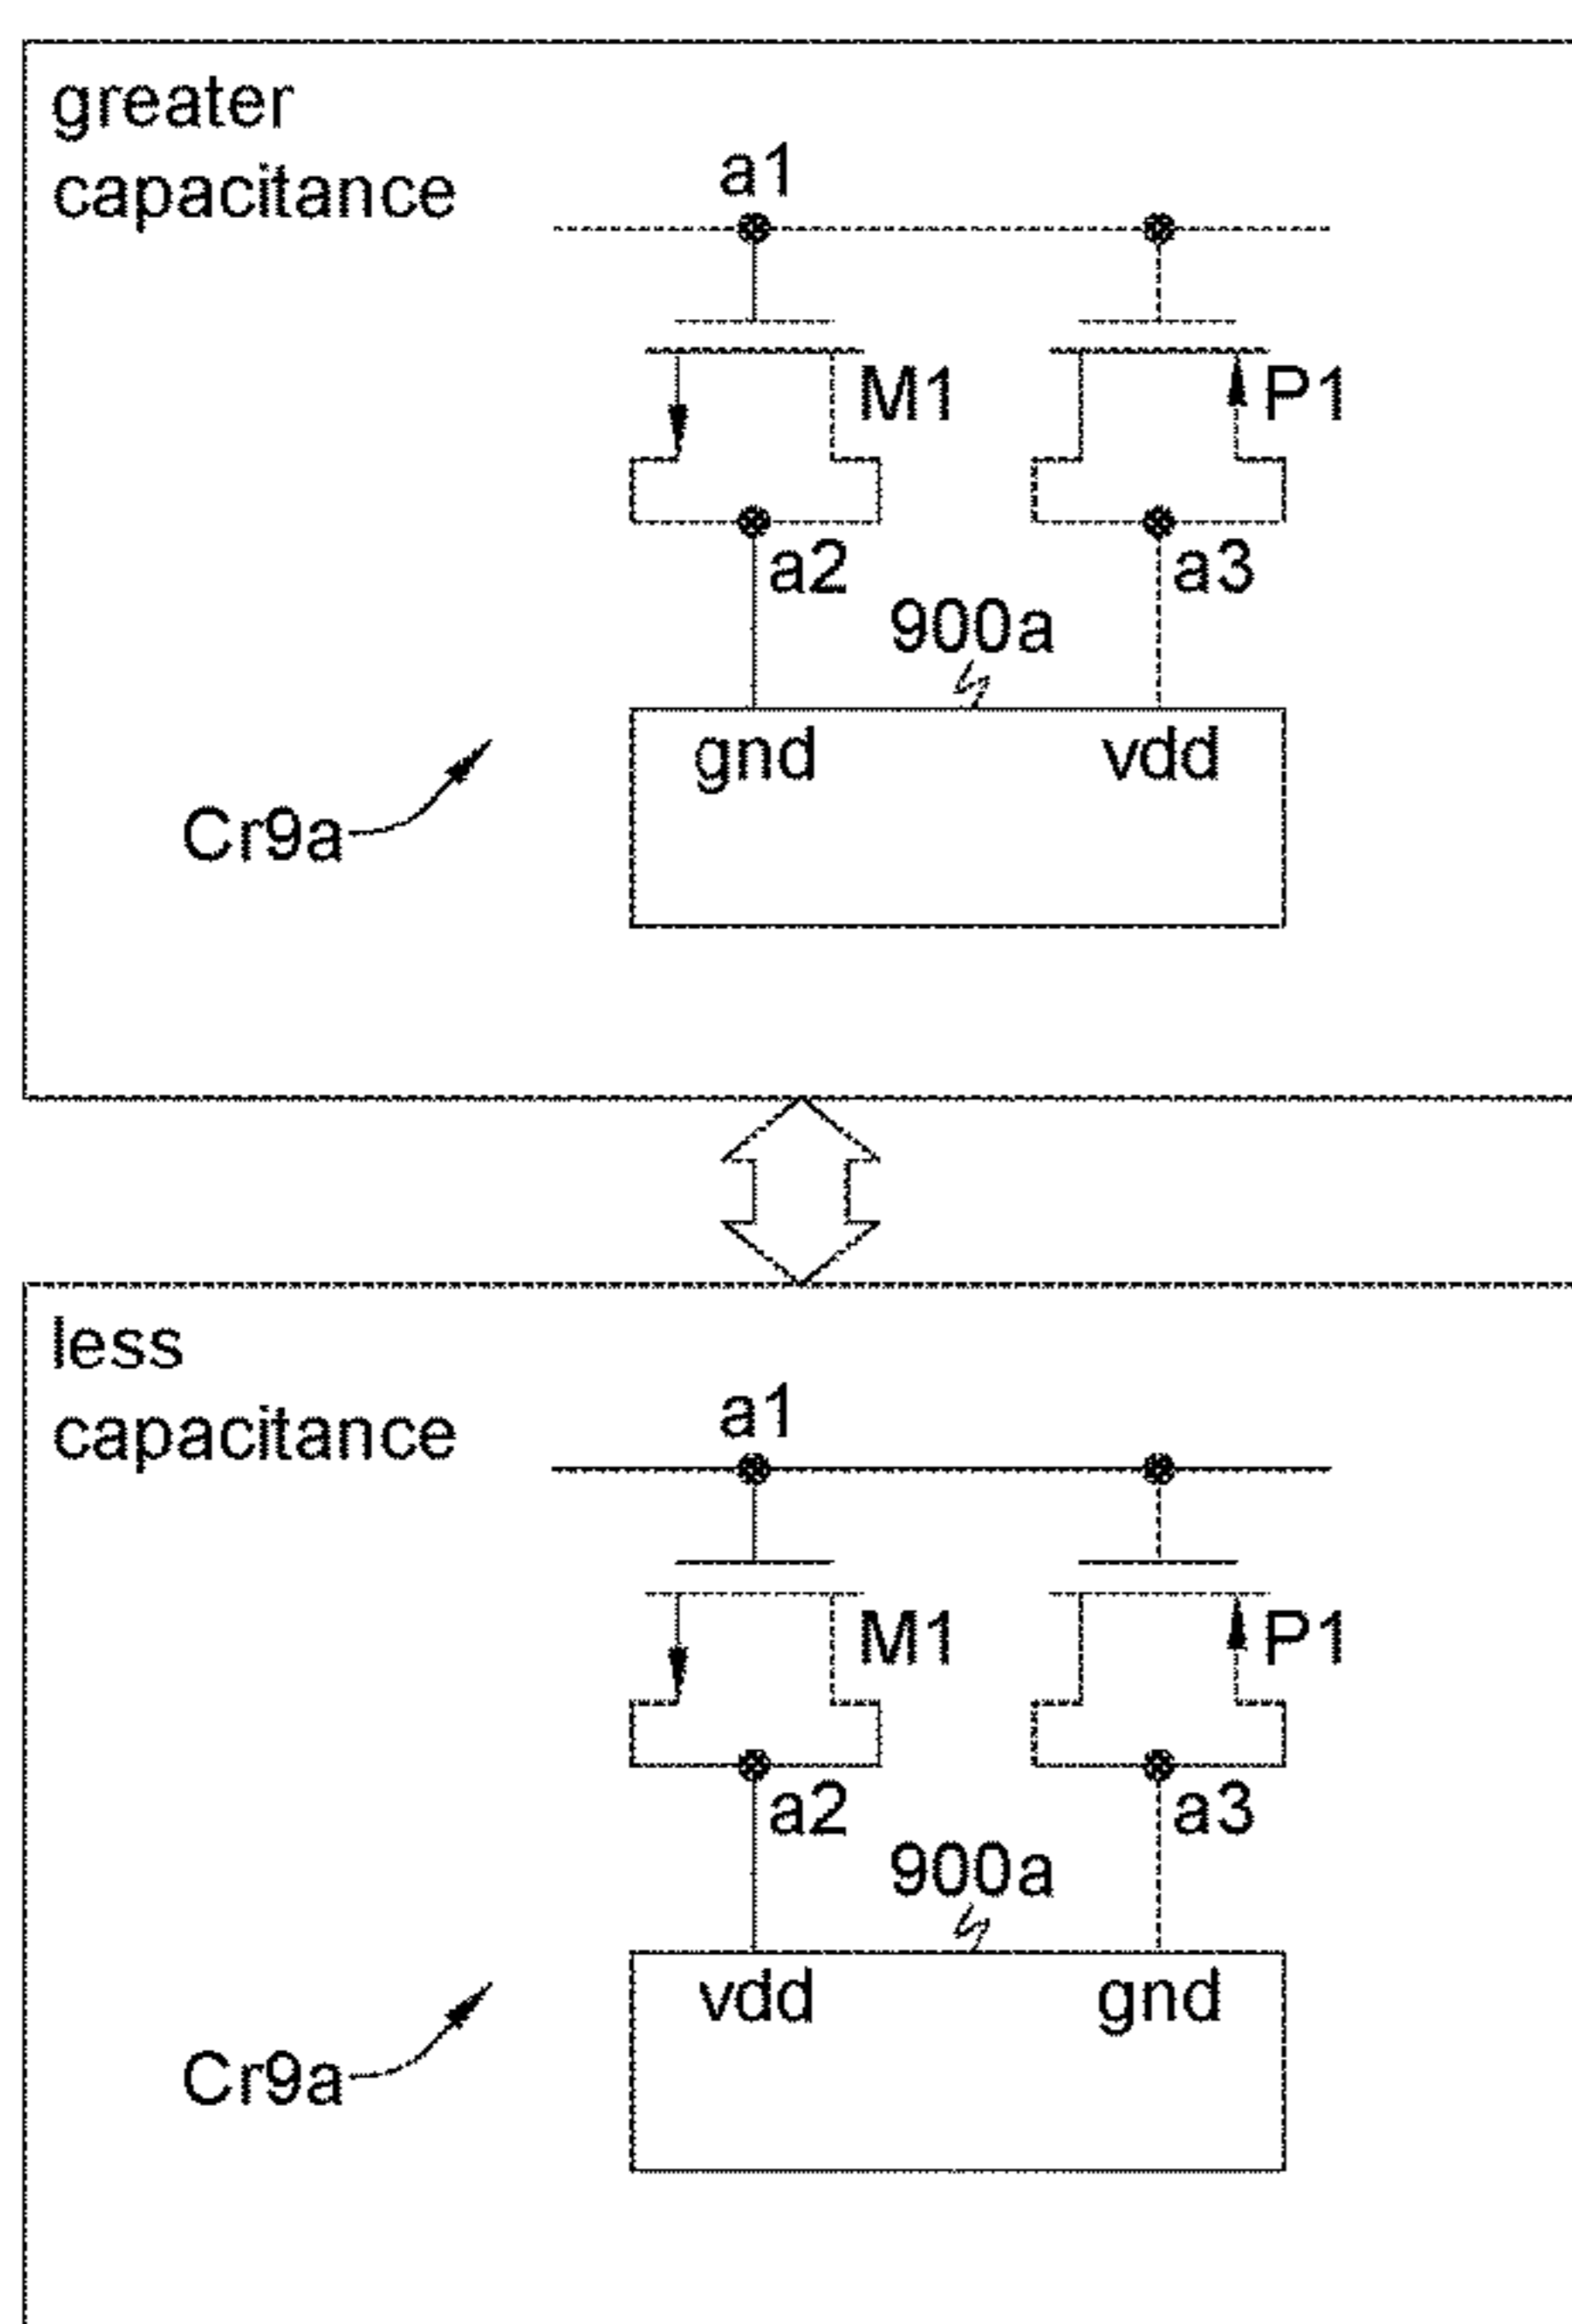 greater
capacitance
a1
M1
P1
a2
a3
900a
gnd
vdd
Cr9a
less
capacitance
a1
M1
P1
a2
a3
900a
vdd
gnd
Cr9a